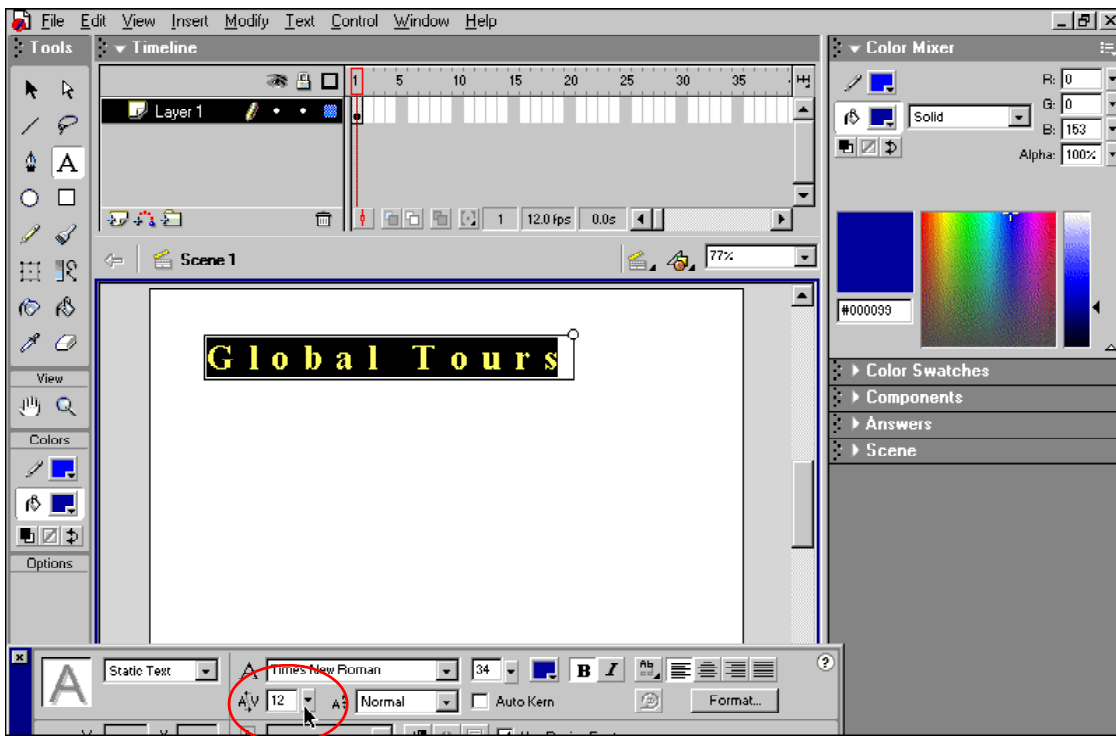 File Edit View Insert Modify Text Control Window Help
Tools Timeline Color Mixer
1 5 10 15 20 25 30 35
Layer 1
R: 0
G: 0
Solid
B: 153
Alpha: 100%
1 12.0 fps 0.0s
Scene 1 77%
#000099
Global Tours
View
Color Swatches
Components
Answers
Scene
Colors
Options
A Static Text A Times New Roman 34 B I Ab ?
A V 12 A Normal Auto Kern Format...